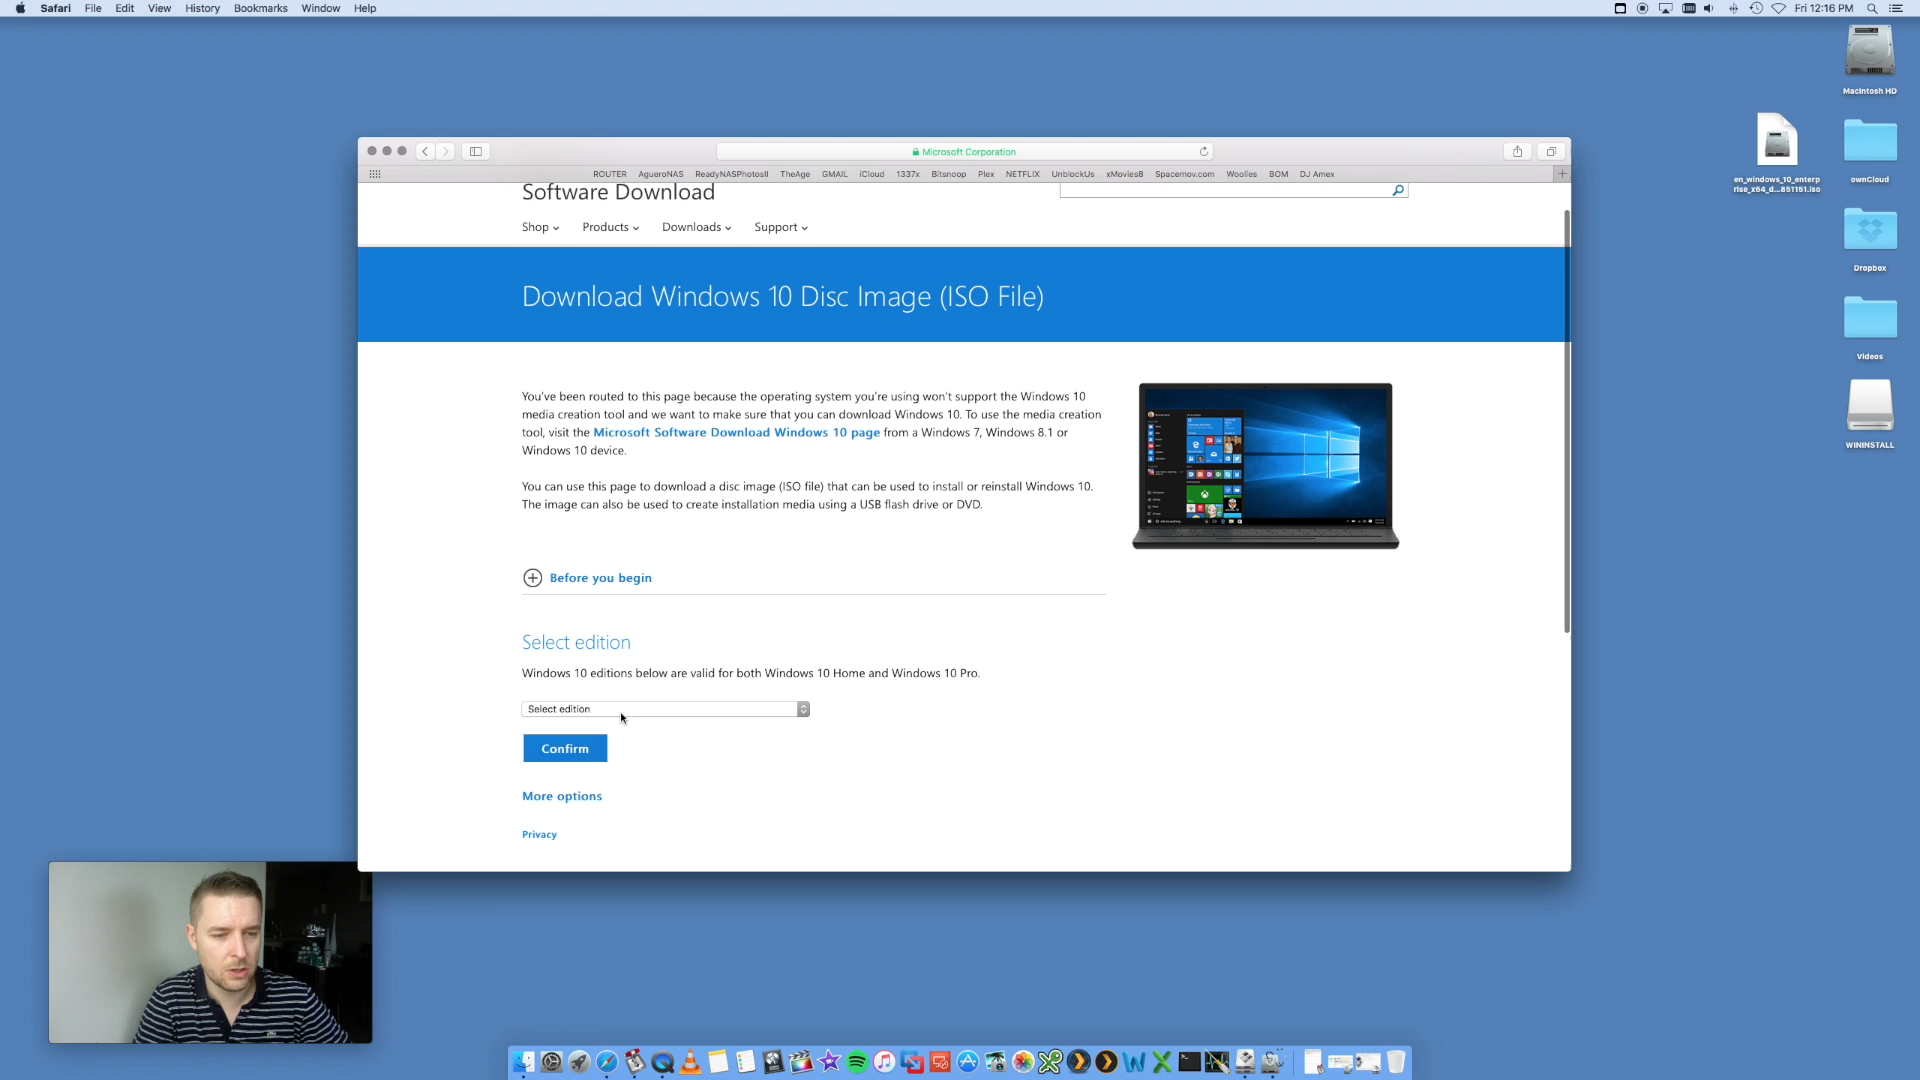 Safari File Edit View History Bookmarks Window Help
Fri 12:16 PM
Macintosh HD
en_windows_10_enterp
rise_x64_d...851151.iso
ownCloud
Dropbox
Videos
WININSTALL
Microsoft Corporation
ROUTER AgueroNAS ReadyNASPhotosII TheAge GMAIL iCloud 1337x Bitsnoop Plex NETFLIX UnblockUs xMovies8 Spacemov.com Woolies BOM DJ Amex
Software Download
Shop Products Downloads Support
Download Windows 10 Disc Image (ISO File)
You've been routed to this page because the operating system you're using won't support the Windows 10
media creation tool and we want to make sure that you can download Windows 10. To use the media creation
tool, visit the Microsoft Software Download Windows 10 page from a Windows 7, Windows 8.1 or
Windows 10 device.
You can use this page to download a disc image (ISO file) that can be used to install or reinstall Windows 10.
The image can also be used to create installation media using a USB flash drive or DVD.
Before you begin
Select edition
Windows 10 editions below are valid for both Windows 10 Home and Windows 10 Pro.
Select edition
Confirm
More options
Privacy